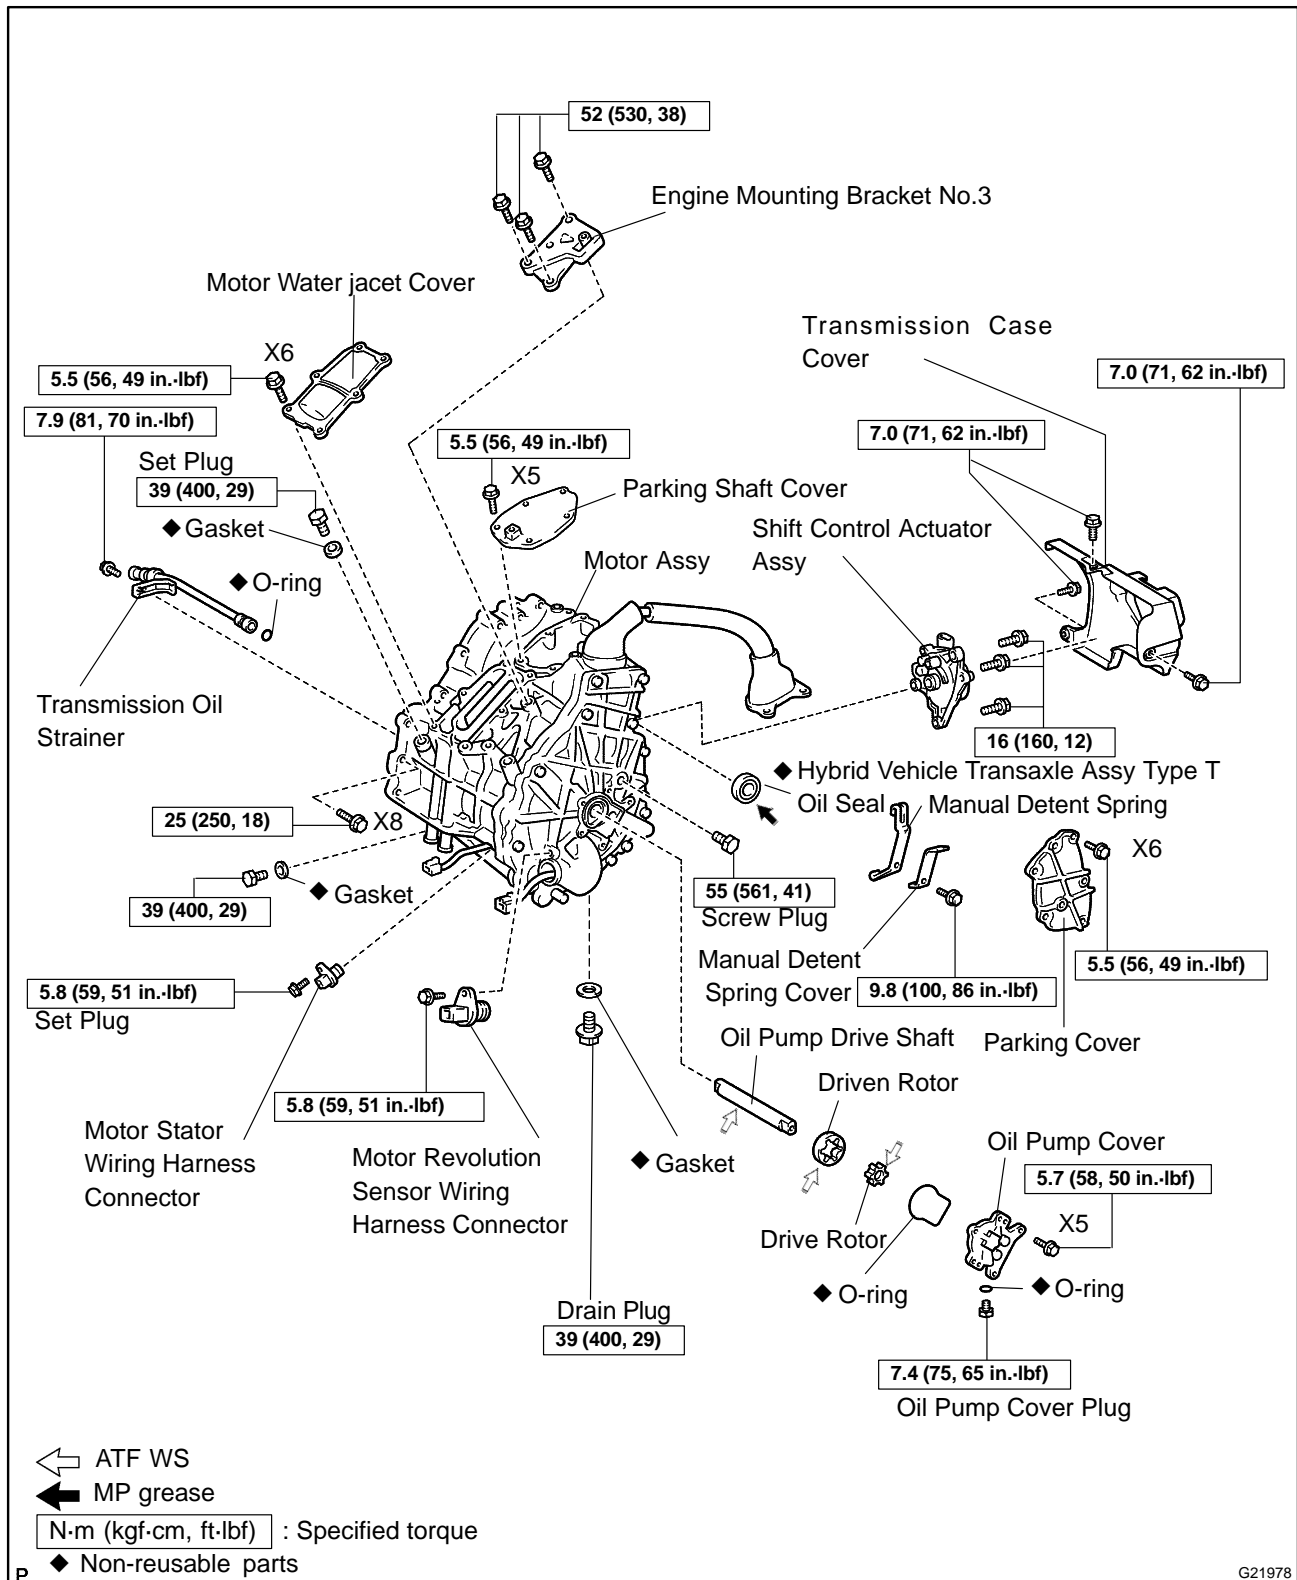 52 (530, 38)
Engine Mounting Bracket No.3
Motor Water jacet Cover
X6
5.5 (56, 49 in.·lbf)
7.9 (81, 70 in.·lbf)
Set Plug
39 (400, 29)
◆ Gasket
◆ O-ring
Transmission Oil
Strainer
5.5 (56, 49 in.·lbf)
X5
Parking Shaft Cover
Motor Assy
Shift Control Actuator
Assy
Transmission Case
Cover
7.0 (71, 62 in.·lbf)
7.0 (71, 62 in.·lbf)
16 (160, 12)
◆ Hybrid Vehicle Transaxle Assy Type T
Oil Seal
Manual Detent Spring
25 (250, 18)
X8
◆ Gasket
39 (400, 29)
55 (561, 41)
Screw Plug
X6
Manual Detent
Spring Cover
9.8 (100, 86 in.·lbf)
5.5 (56, 49 in.·lbf)
Parking Cover
5.8 (59, 51 in.·lbf)
Set Plug
5.8 (59, 51 in.·lbf)
Motor Stator
Wiring Harness
Connector
Motor Revolution
Sensor Wiring
Harness Connector
◆ Gasket
Drain Plug
39 (400, 29)
Oil Pump Drive Shaft
Driven Rotor
Drive Rotor
◆ O-ring
Oil Pump Cover
5.7 (58, 50 in.·lbf)
X5
◆ O-ring
7.4 (75, 65 in.·lbf)
Oil Pump Cover Plug
ATF WS
MP grease
N·m (kgf·cm, ft·lbf) : Specified torque
◆ Non-reusable parts
P
G21978